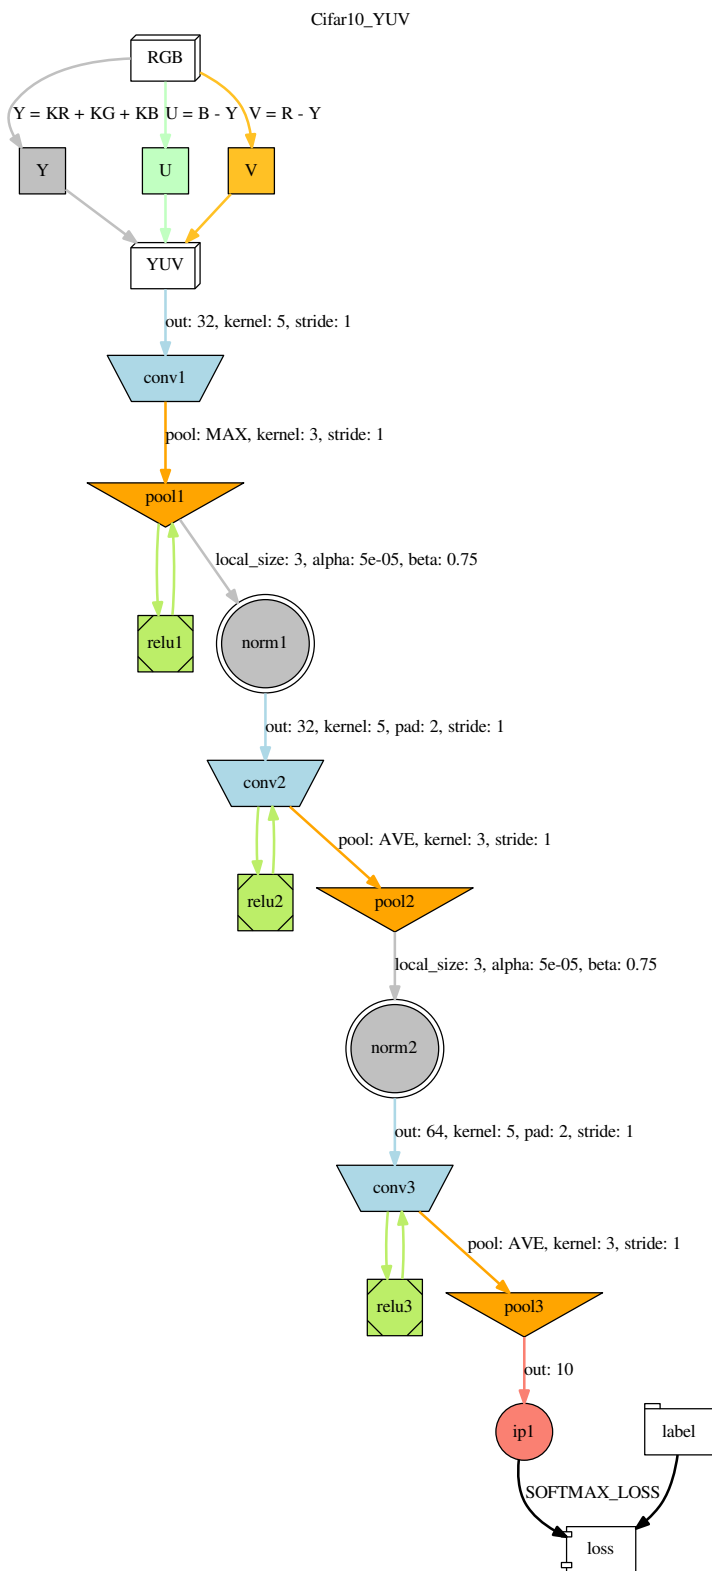 Cifar10_YUV
RGB
Y = KR + KG + KB
U = B - Y
V = R - Y
Y
U
V
YUV
out: 32, kernel: 5, stride: 1
conv1
pool: MAX, kernel: 3, stride: 1
pool1
local_size: 3, alpha: 5e-05, beta: 0.75
relu1
norm1
out: 32, kernel: 5, pad: 2, stride: 1
conv2
pool: AVE, kernel: 3, stride: 1
relu2
pool2
local_size: 3, alpha: 5e-05, beta: 0.75
norm2
out: 64, kernel: 5, pad: 2, stride: 1
conv3
pool: AVE, kernel: 3, stride: 1
relu3
pool3
out: 10
ip1
label
SOFTMAX_LOSS
loss